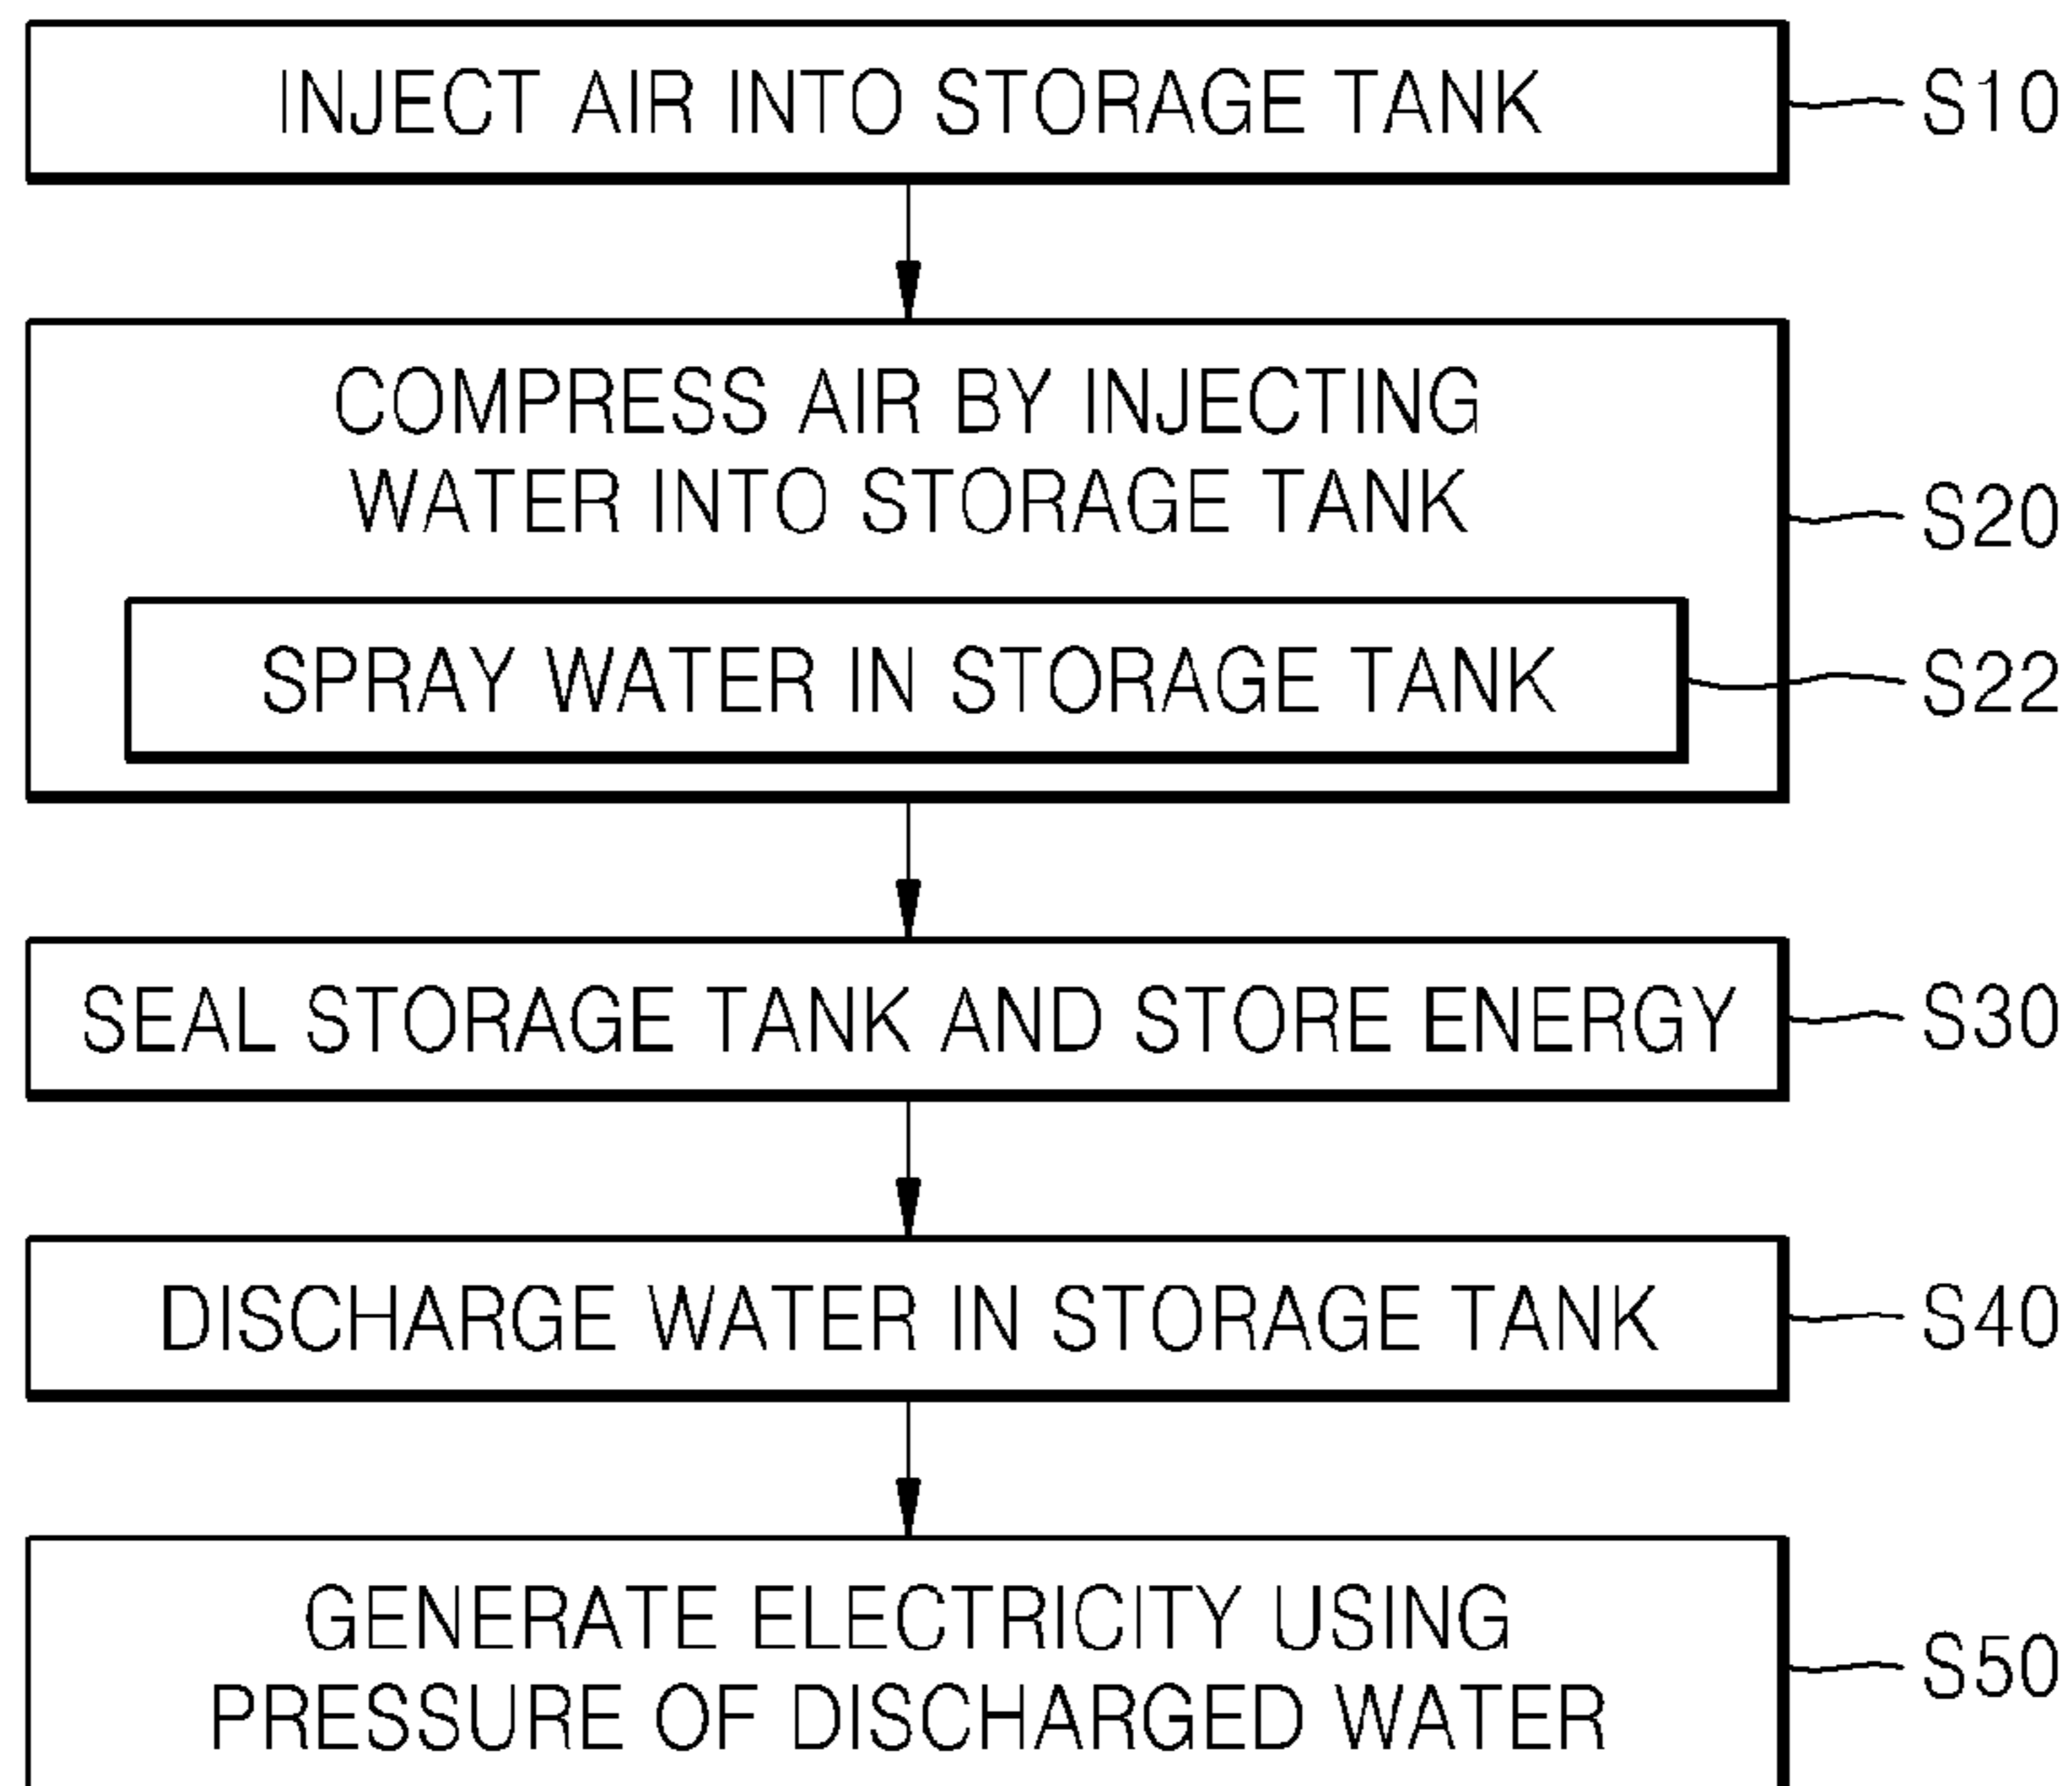 INJECT AIR INTO STORAGE TANK
S10
COMPRESS AIR BY INJECTING
WATER INTO STORAGE TANK
S20
SPRAY WATER IN STORAGE TANK
S22
SEAL STORAGE TANK AND STORE ENERGY
S30
DISCHARGE WATER IN STORAGE TANK
S40
GENERATE ELECTRICITY USING
PRESSURE OF DISCHARGED WATER
S50